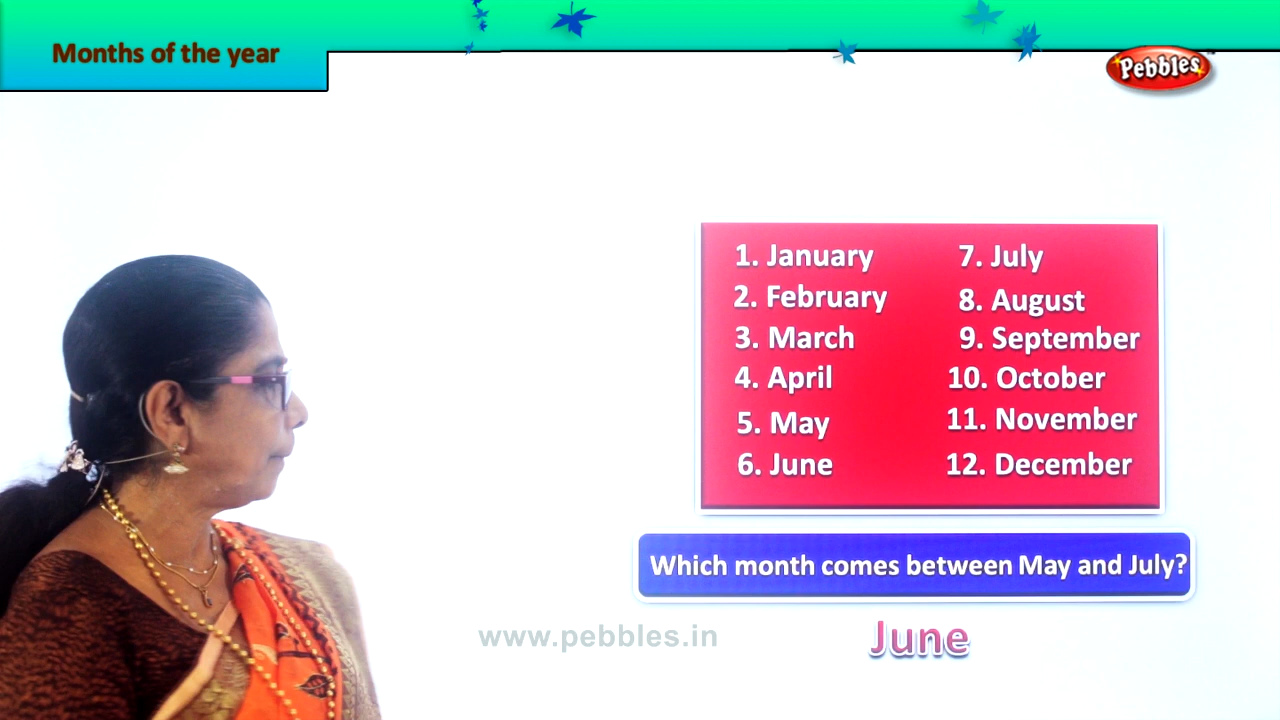 Months of the year
Pebbles
1. January
2. February
3. March
4. April
5. May
6. June
7. July
8. August
9. September
10. October
11. November
12. December
Which month comes between May and July?
June
www.pebbles.in